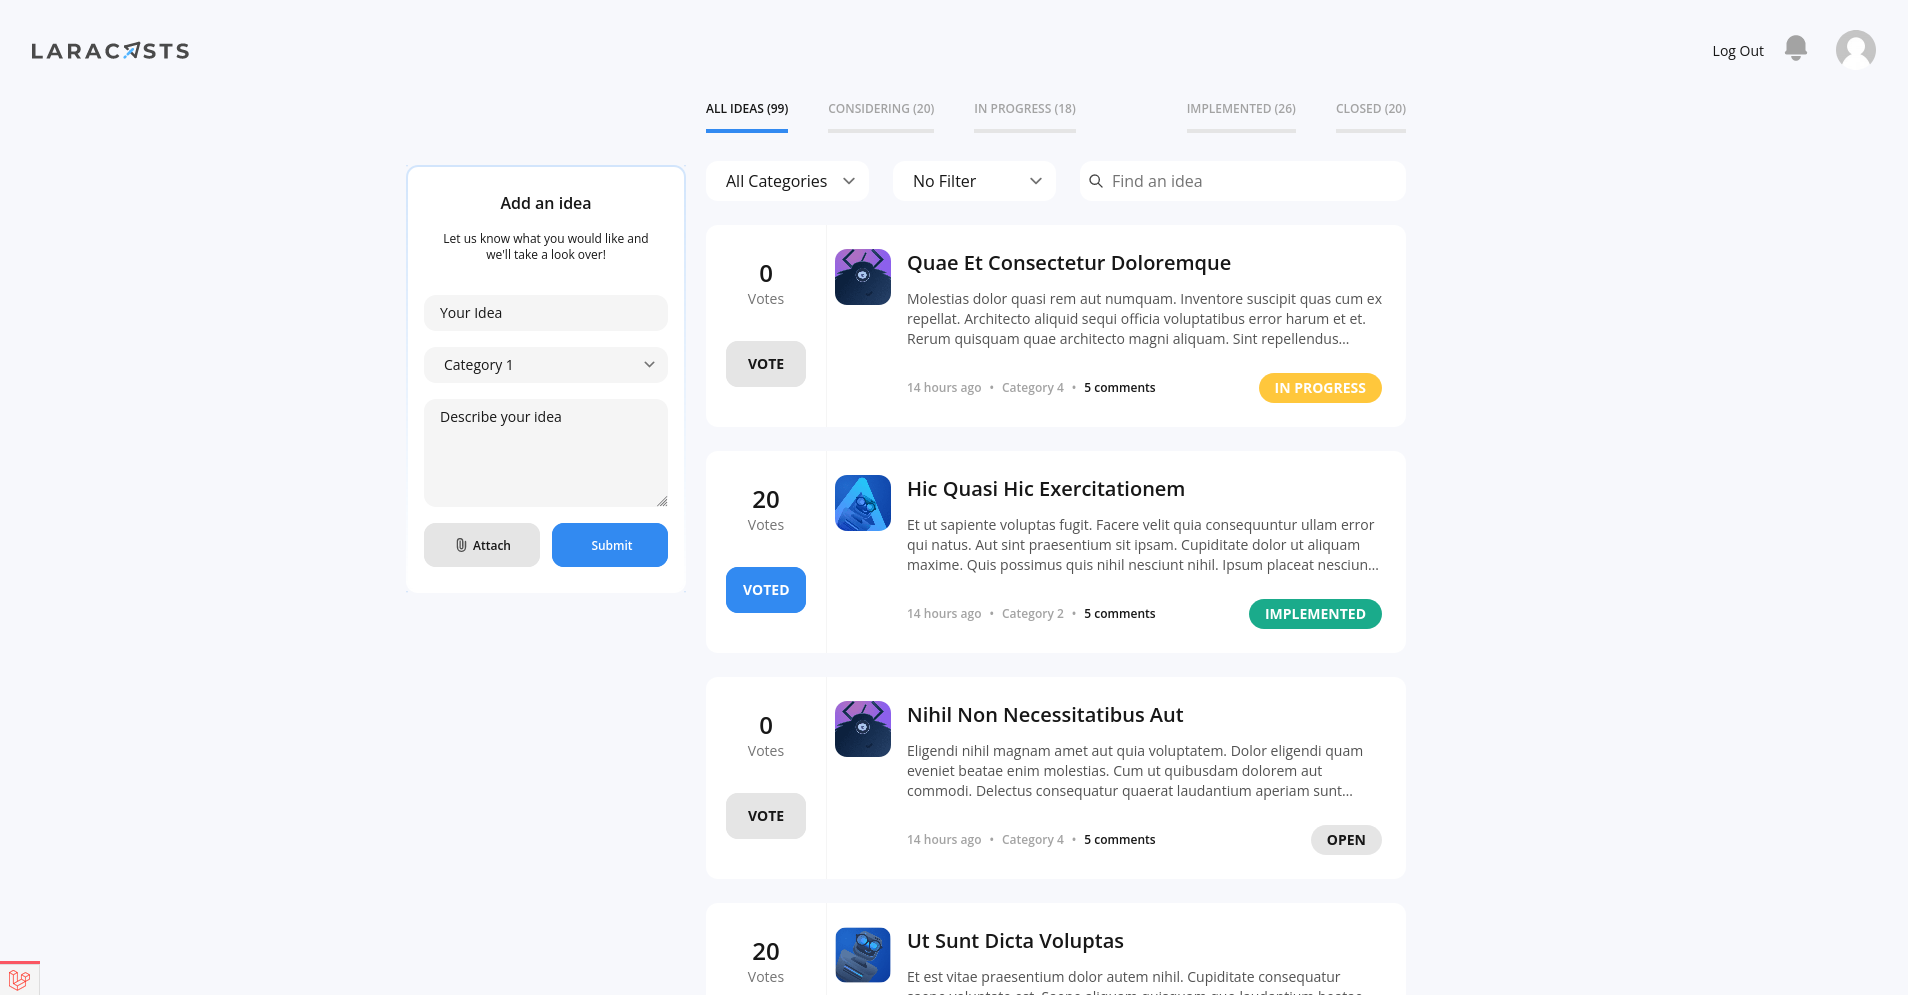 LARACASTS
Log Out
ALL IDEAS (99)
CONSIDERING (20)
IN PROGRESS (18)
IMPLEMENTED (26)
CLOSED (20)
Add an idea
Let us know what you would like and
we'll take a look over!
Your Idea
Category 1
Describe your idea
Attach
Submit
All Categories
No Filter
Find an idea
0
Votes
VOTE
Quae Et Consectetur Doloremque
Molestias dolor quasi rem aut numquam. Inventore suscipit quas cum ex
repellat. Architecto aliquid sequi officia voluptatibus error harum et et.
Rerum quisquam quae architecto magni aliquam. Sint repellendus...
14 hours ago • Category 4 • 5 comments
IN PROGRESS
20
Votes
VOTED
Hic Quasi Hic Exercitationem
Et ut sapiente voluptas fugit. Facere velit quia consequuntur ullam error
qui natus. Aut sint praesentium sit ipsam. Cupiditate dolor ut aliquam
maxime. Quis possimus quis nihil nesciunt nihil. Ipsum placeat nesciun...
14 hours ago • Category 2 • 5 comments
IMPLEMENTED
0
Votes
VOTE
Nihil Non Necessitatibus Aut
Eligendi nihil magnam amet aut quia voluptatem. Dolor eligendi quam
eveniet beatae enim molestias. Cum ut quibusdam dolorem aut
commodi. Delectus consequatur quaerat laudantium aperiam sunt...
14 hours ago • Category 4 • 5 comments
OPEN
20
Votes
Ut Sunt Dicta Voluptas
Et est vitae praesentium dolor autem nihil. Cupiditate consequatur